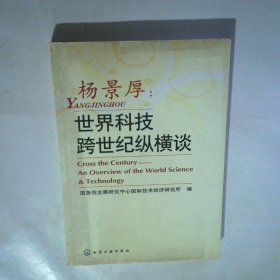 杨景厚：
YANGJINGHOU
世界科技
跨世纪纵横谈
Cross the Century——
An Overview of the World Science
& Technology
国务院发展研究中心国际技术经济研究所 编
化学工业出版社